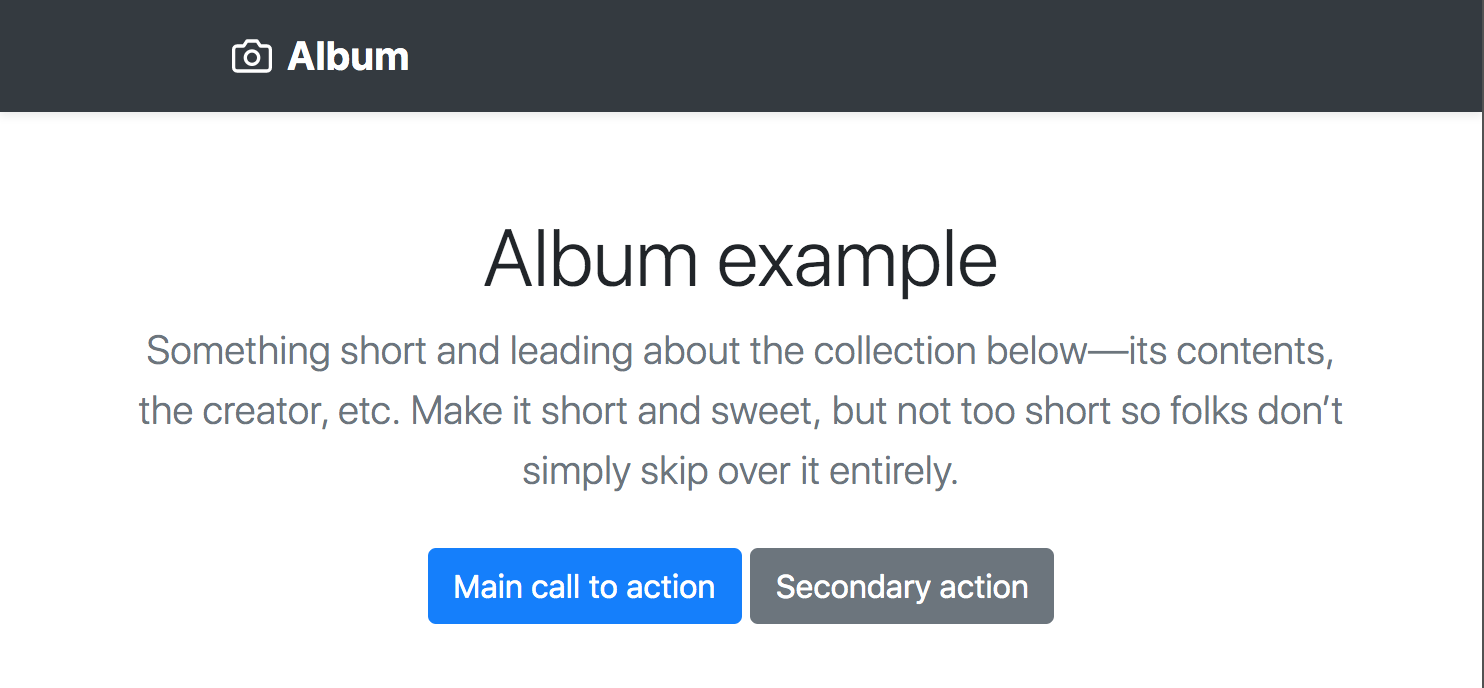 Album
Album example
Something short and leading about the collection below—its contents,
the creator, etc. Make it short and sweet, but not too short so folks don’t
simply skip over it entirely.
Main call to action
Secondary action